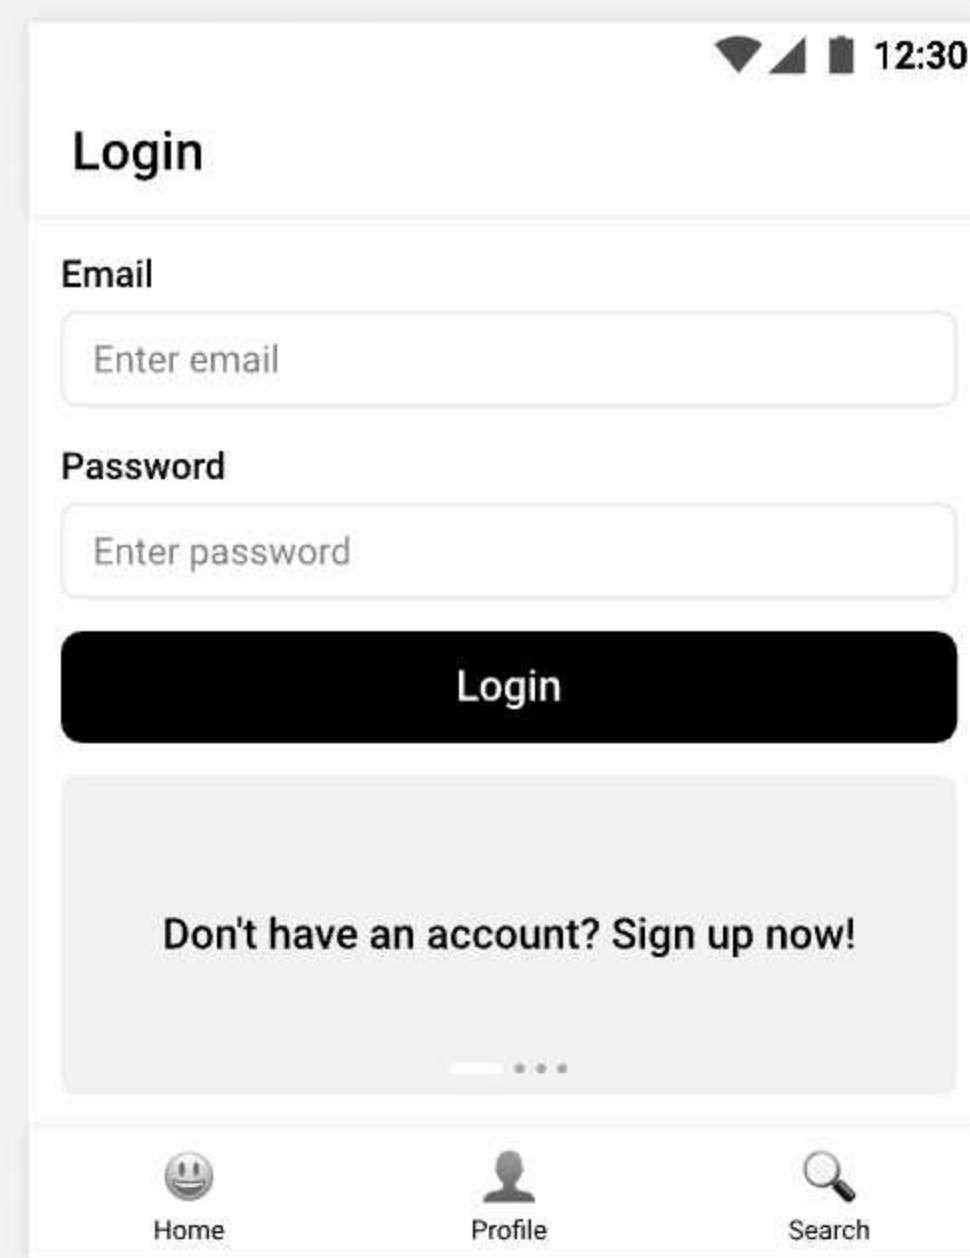 12:30
Login
Email
Enter email
Password
Enter password
Login
Don't have an account? Sign up now!
Home
Profile
Search